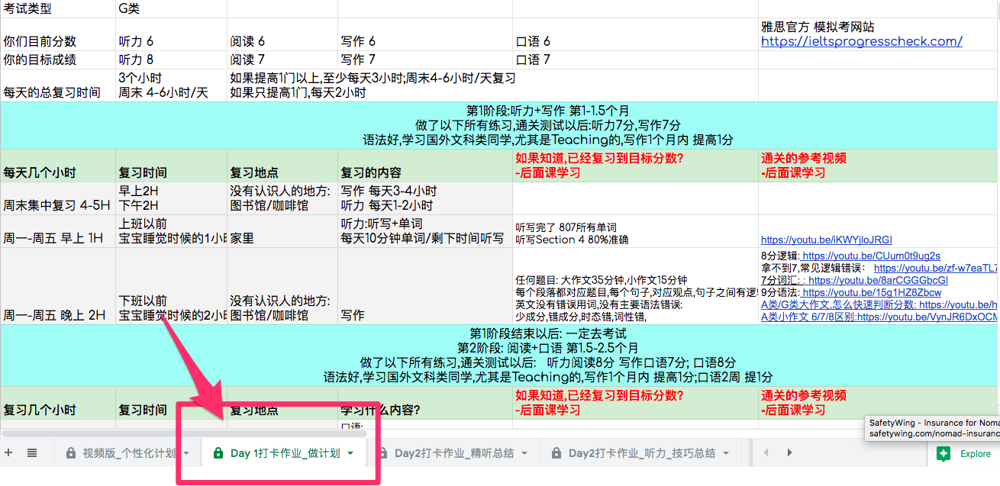 考试类型 G类
雅思官方 模拟考网站
你们目前分数 听力 6 阅读 6 写作 6 口语 6 https://ieltsprogresscheck.com/
你的目标成绩 听力 8 阅读 7 写作 7 口语 7
3个小时 如果提高1门以上,至少每天3小时;周末4-6小时/天复习
每天的总复习时间 周末 4-6小时/天 如果只提高1门,每天2小时
第1阶段:听力+写作 第1-1.5个月
做了以下所有练习,通关测试以后:听力7分,写作7分
语法好,学习国外文科类同学,尤其是Teaching的,写作1个月内 提高1分
如果知道,已经复习到目标分数? 通关的参考视频
每天几个小时 复习时间 复习地点 复习的内容 -后面课学习 -后面课学习
早上2H 没有认识人的地方: 写作 每天3-4小时
周末集中复习 4-5H 下午2H 图书馆/咖啡馆 听力 每天1-2小时
上班以前 听力:听写+单词 听写完了 807所有单词
周一-周五 早上 1H 宝宝睡觉时候的1小 家里 每天10分钟单词/剩下时间听写 听写Section 4 80%准确 https://youtu.be/iKWYjloJRGI
8分逻辑: https://youtu.be/CUum0t9ug2s
拿不到7,常见逻辑错误: https://youtu.be/zf-w7eaTL7
任何题目: 大作文35分钟,小作文15分钟 7分词汇: : https://youtu.be/8arCGGGbcGI
每个段落都对应题目,每个句子,对应观点,句子之间有逻 9分语法: https://youtu.be/15g1HZ8Zbcw
下班以前 没有认识人的地方: 英文没有错误用词,没有主要语法错误: A类/G类大作文,怎么快速判断分数: https://youtu.be/h
周一-周五 晚上 2H 宝宝睡觉时候的2小 图书馆/咖啡馆 写作 少成分,错成分,时态错,词性错, A类小作文 6/7/8区别:https://youtu.be/VynJR6DxOCM
第1阶段结束以后: 一定去考试
第2阶段: 阅读+口语 第1.5-2.5个月
做了以下所有练习,通关测试以后: 听力阅读8分 写作口语7分; 口语8分
语法好,学习国外文科类同学,尤其是Teaching的,写作1个月内 提高1分;口语2周 提1分
如果知道,已经复习到目标分数? 通关的参考视频
复习几个小时 复习时间 复习地点 学习什么内容? -后面课学习 -后面课学习
口语:
SafetyWing - Insurance for Noma
safetywing.com/nomad-insuranc
视频版_个性化计划 Day 1打卡作业_做计划 Day2打卡作业_精听总结 Day2打卡作业_听力_技巧总结 Explore